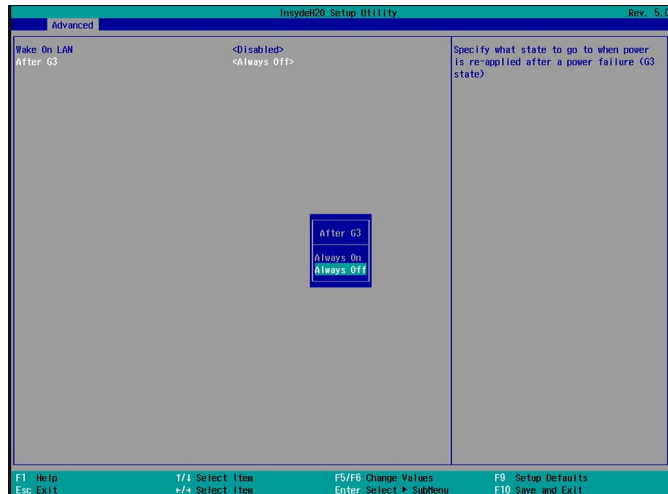 InsydeH20 Setup Utility Rev. 5.0
Advanced
Wake On LAN <Disabled>
After G3 <Always Off>
Specify what state to go to when power
is re-applied after a power failure (G3
state)
After G3
Always On
Always Off
F1 Help ↑/↓ Select Item F5/F6 Change Values F9 Setup Defaults
Esc Exit ←/→ Select Item Enter Select ▶ SubMenu F10 Save and Exit